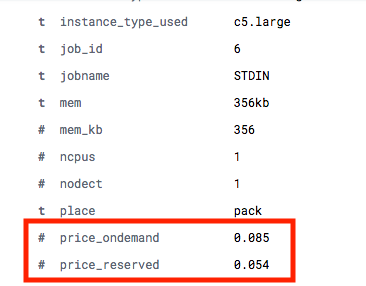 t instance_type_used c5.large
t job_id 6
t jobname STDIN
t mem 356kb
# mem_kb 356
# ncpus 1
# nodect 1
t place pack
# price_ondemand 0.085
# price_reserved 0.054